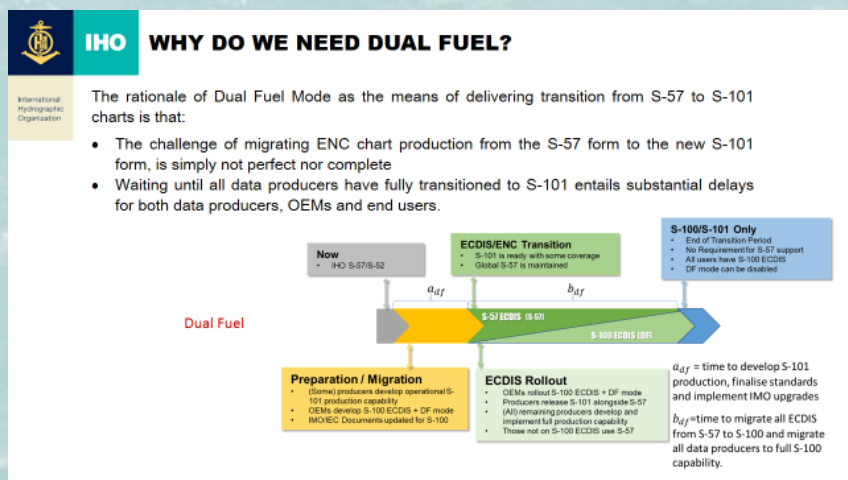 IHO
WHY DO WE NEED DUAL FUEL?
International
Hydrographic
Organization
The rationale of Dual Fuel Mode as the means of delivering transition from S-57 to S-101
charts is that:
• The challenge of migrating ENC chart production from the S-57 form to the new S-101
form, is simply not perfect nor complete
• Waiting until all data producers have fully transitioned to S-101 entails substantial delays
for both data producers, OEMs and end users.
Now
• IHO S-57/S-52
ECDIS/ENC Transition
• S-101 is ready with some coverage
• Global S-57 is maintained
S-100/S-101 Only
• End of Transition Period
• No Requirement for S-57 support
• All users have S-100 ECDIS
• DF mode can be disabled
a_df
b_df
Dual Fuel
S-57 ECDIS (S-57)
S-100 ECDIS (DF)
Preparation / Migration
• (Some) producers develop operational S-
101 production capability
• OEMs develop S-100 ECDIS + DF mode
• IMO/IEC Documents updated for S-100
ECDIS Rollout
• OEMs rollout S-100 ECDIS + DF mode
• Producers release S-101 alongside S-57
• (All) remaining producers develop and
implement full production capability
• Those not on S-100 ECDIS use S-57
a_df = time to develop S-101
production, finalise standards
and implement IMO upgrades
b_df=time to migrate all ECDIS
from S-57 to S-100 and migrate
all data producers to full S-100
capability.